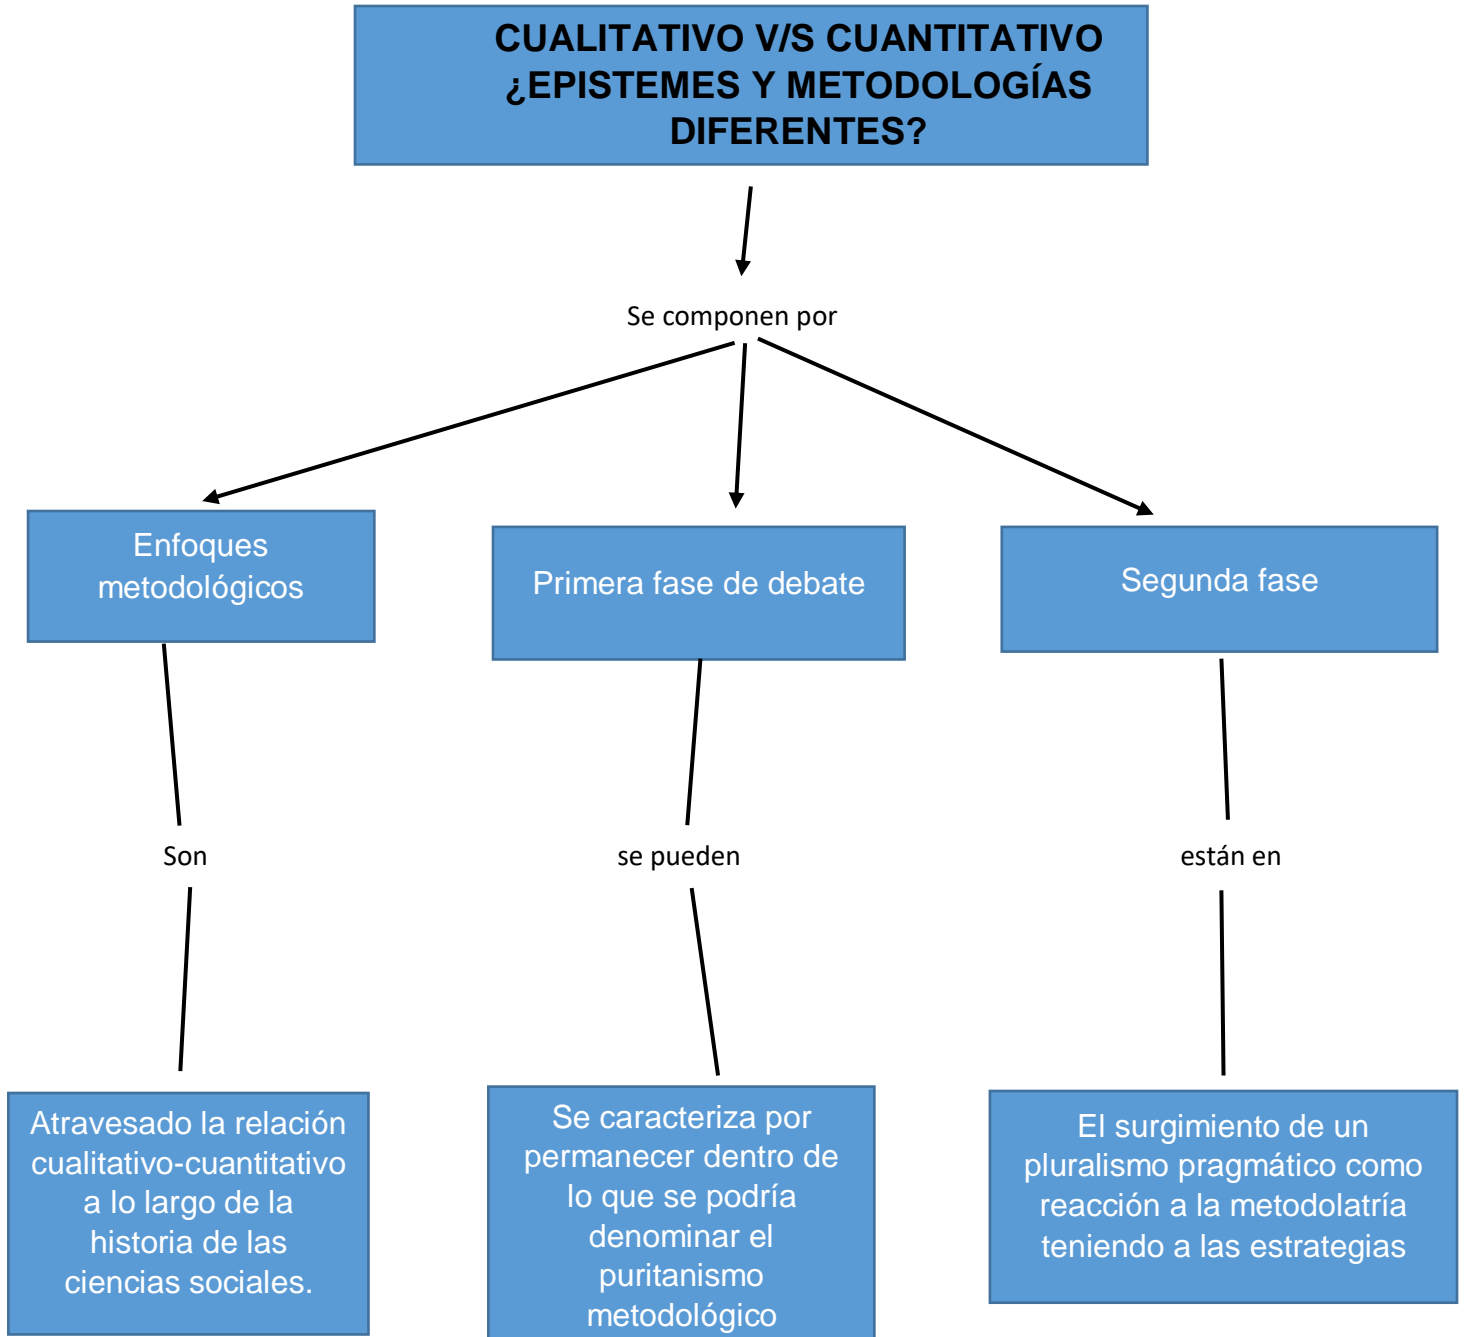 CUALITATIVO V/S CUANTITATIVO
¿EPISTEMES Y METODOLOGÍAS
DIFERENTES?
Se componen por
Enfoques
metodológicos
Primera fase de debate
Segunda fase
Son
se pueden
están en
Atravesado la relación
cualitativo-cuantitativo
a lo largo de la
historia de las
ciencias sociales.
Se caracteriza por
permanecer dentro de
lo que se podría
denominar el
puritanismo
metodológico
El surgimiento de un
pluralismo pragmático como
reacción a la metodolatría
teniendo a las estrategias